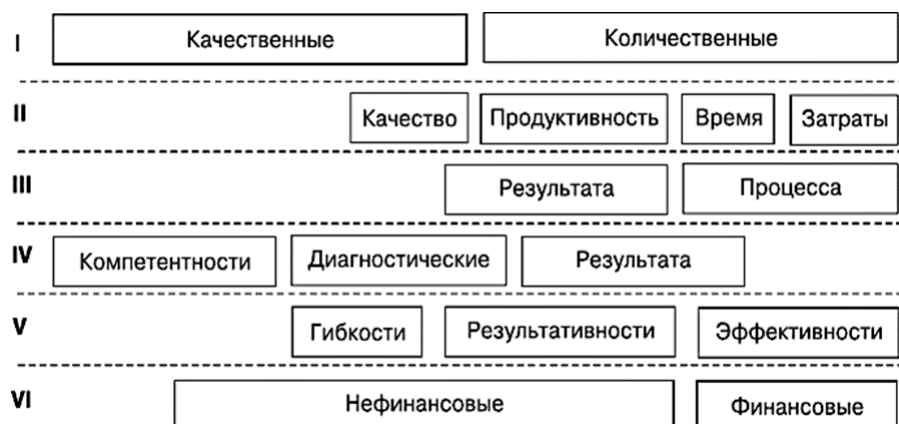 I Качественные Количественные
II Качество Продуктивность Время Затраты
III Результата Процесса
IV Компетентности Диагностические Результата
V Гибкости Результативности Эффективности
VI Нефинансовые Финансовые